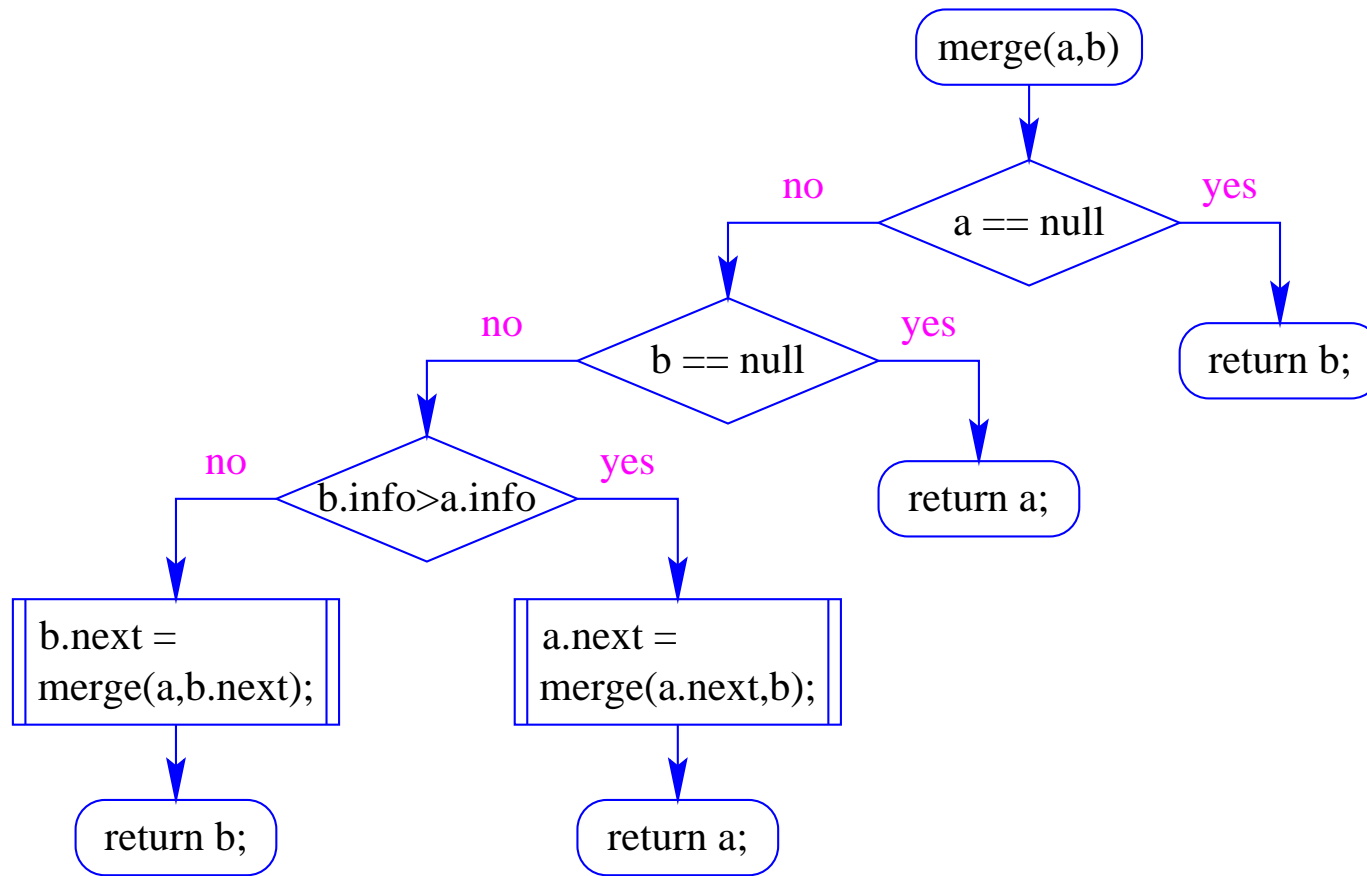 merge(a,b)
no
yes
a == null
no
yes
b == null
return b;
no
yes
b.info>a.info
return a;
b.next =
merge(a,b.next);
a.next =
merge(a.next,b);
return b;
return a;